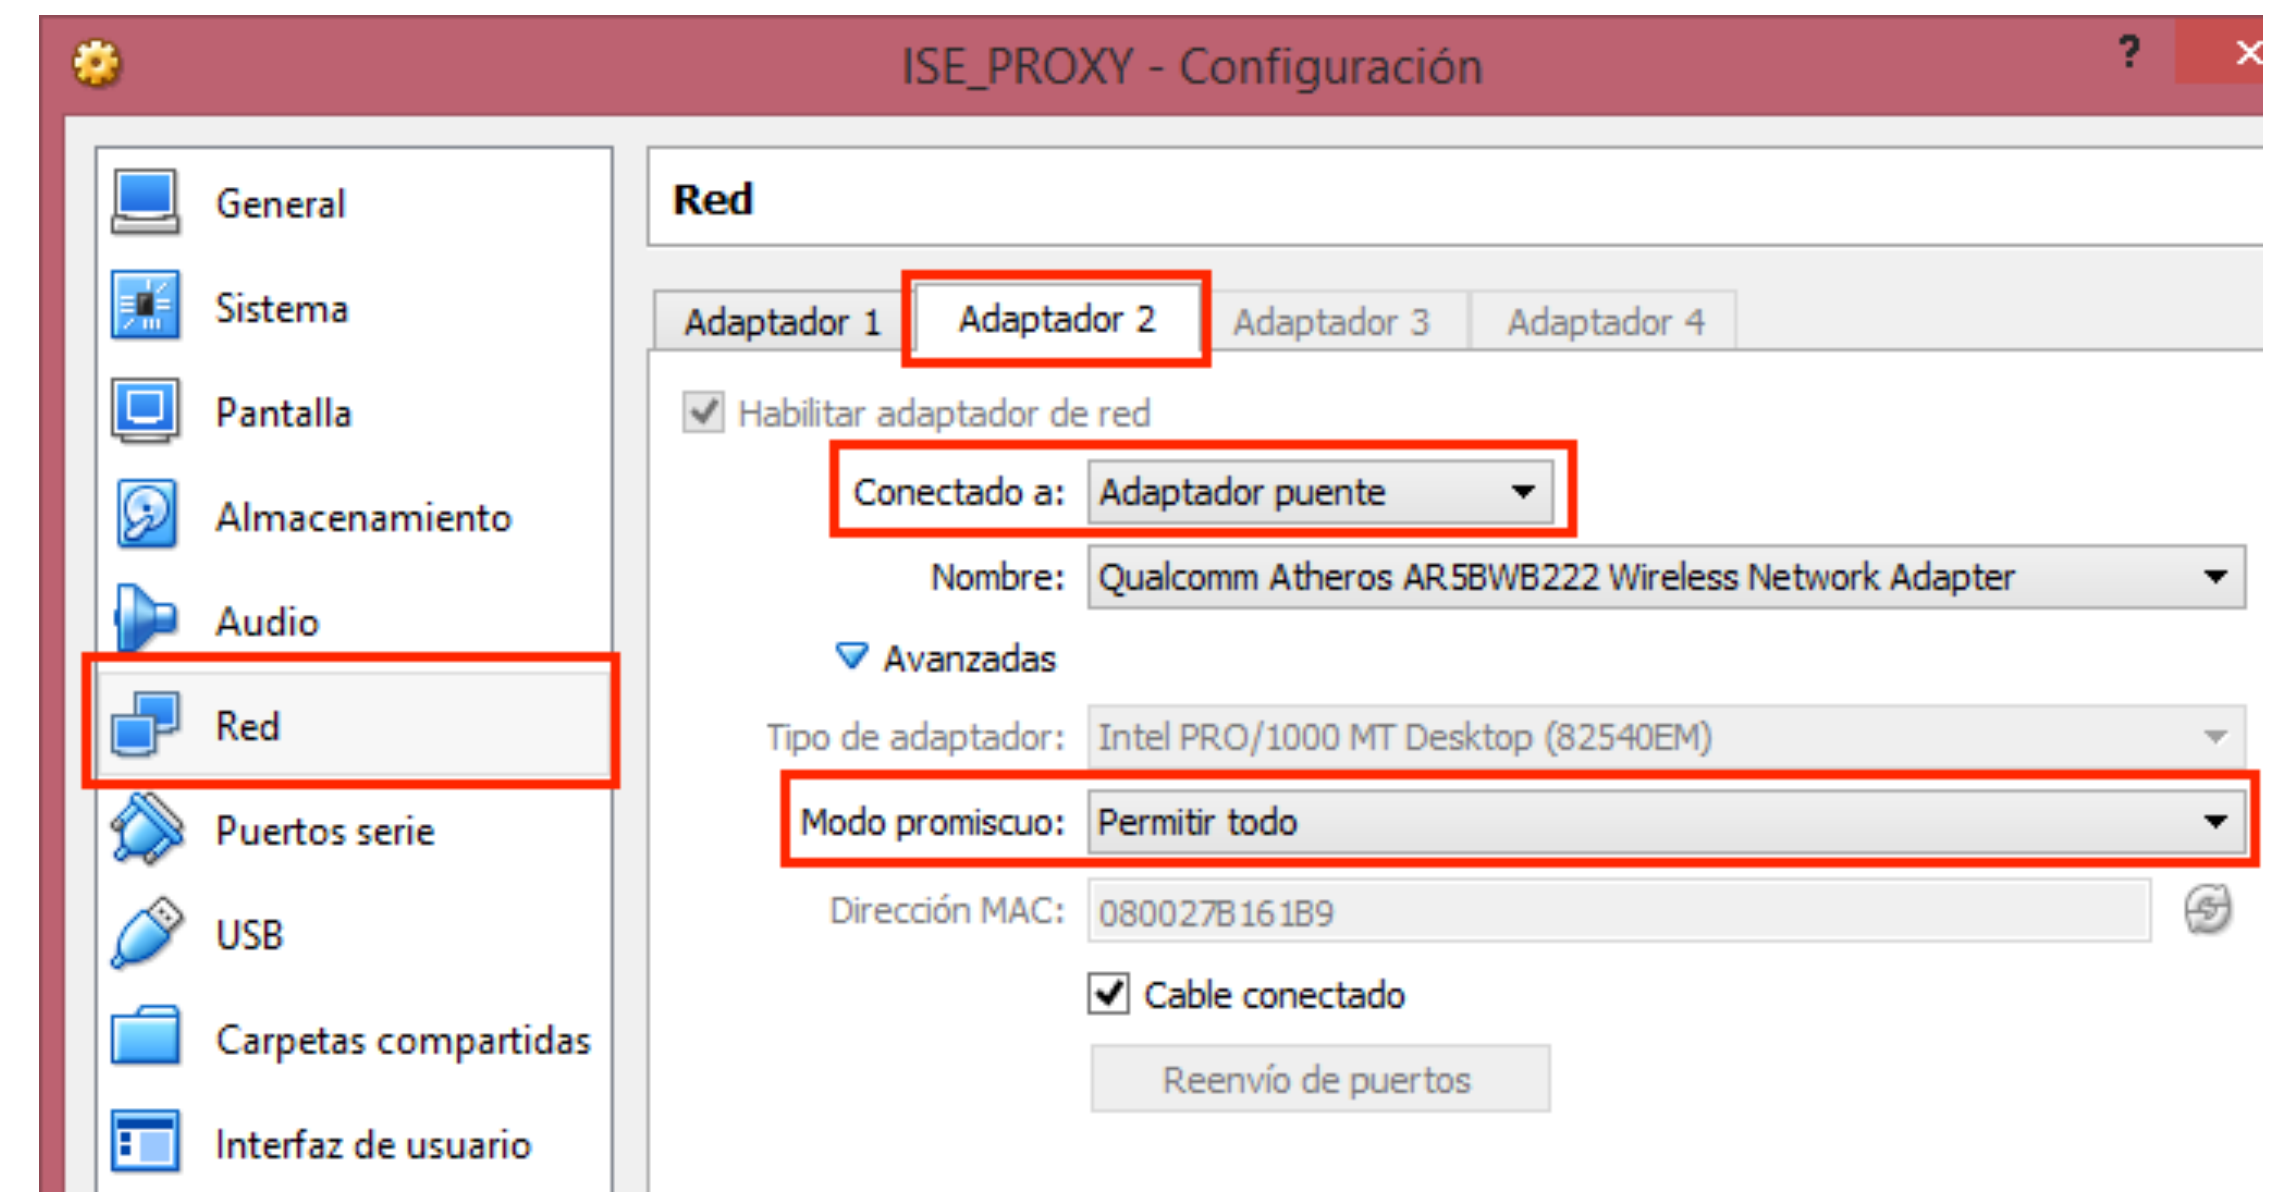 ISE_PROXY - Configuración
?
General
Sistema
Pantalla
Almacenamiento
Audio
Red
Puertos serie
USB
Carpetas compartidas
Interfaz de usuario
Red
Adaptador 1 Adaptador 2 Adaptador 3 Adaptador 4
Habilitar adaptador de red
Conectado a: Adaptador puente
Nombre: Qualcomm Atheros AR5BWB222 Wireless Network Adapter
Avanzadas
Tipo de adaptador: Intel PRO/1000 MT Desktop (82540EM)
Modo promiscuo: Permitir todo
Dirección MAC: 080027B161B9
Cable conectado
Reenvío de puertos